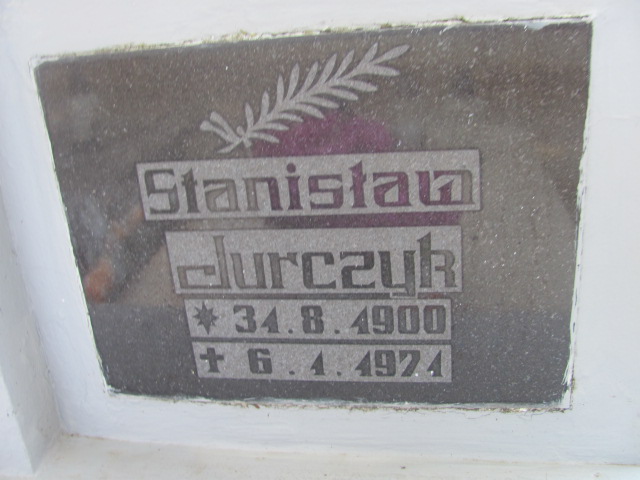 Stanisław
Jurczyk
* 31.8.1900
† 6.1.1971